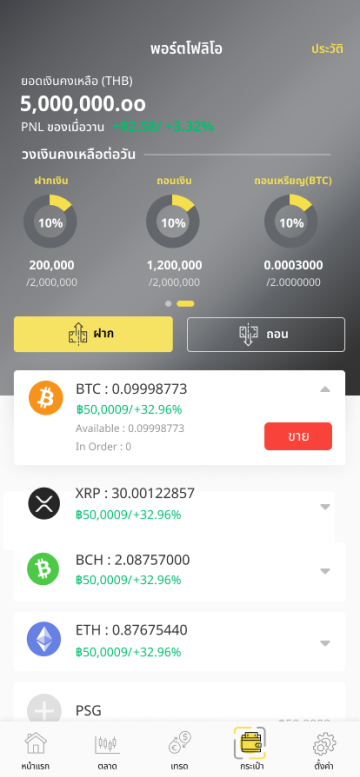 พอร์ตโฟลิโอ
ประวัติ
ยอดเงินคงเหลือ (THB)
5,000,000.oo
PNL ของเมื่อวาน +92.58/ +3.32%
วงเงินคงเหลือต่อวัน
ฝากเงิน ถอนเงิน ถอนเหรียญ(BTC)
10% 10% 10%
200,000 1,200,000 0.0003000
/2,000,000 /2,000,000 /2.0000000
ฝาก ถอน
BTC : 0.09998773
฿50,0009/+32.96%
Available : 0.09998773
In Order : 0
ขาย
XRP : 30.00122857
฿50,0009/+32.96%
BCH : 2.08757000
฿50,0009/+32.96%
ETH : 0.87675440
฿50,0009/+32.96%
PSG
หน้าแรก ตลาด เทรด กระเป๋า ตั้งค่า